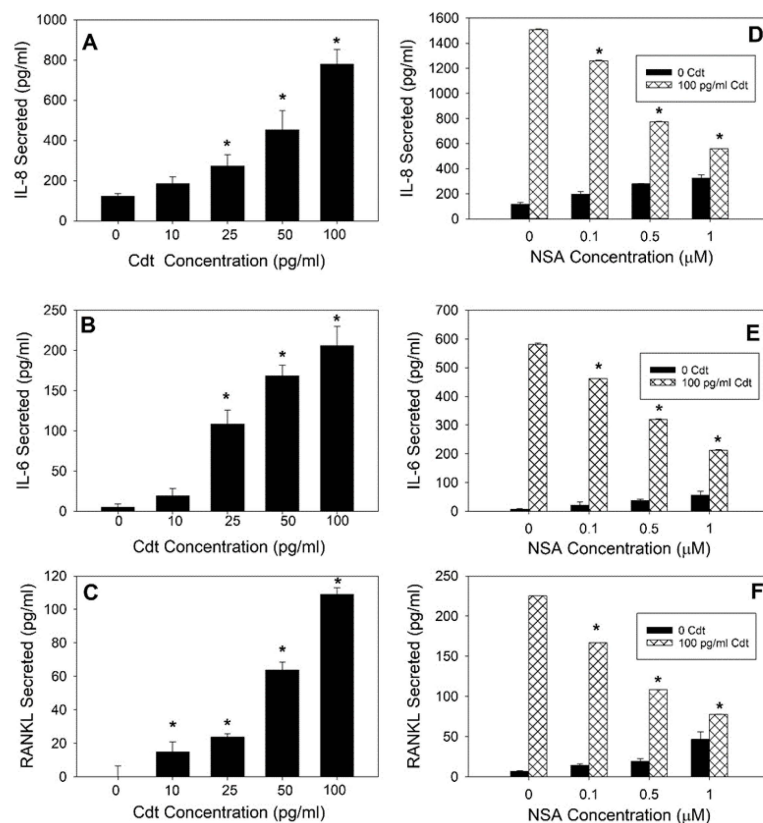 A
IL-8 Secreted (pg/ml)
1000
800
600
400
200
0
*
*
*
0 10 25 50 100
Cdt Concentration (pg/ml)
D
IL-8 Secreted (pg/ml)
1600
1400
1200
1000
800
600
400
200
0
0 Cdt
100 pg/ml Cdt
*
*
*
0 0.1 0.5 1
NSA Concentration (μM)
B
IL-6 Secreted (pg/ml)
250
200
150
100
50
0
*
*
*
0 10 25 50 100
Cdt Concentration (pg/ml)
E
IL-6 Secreted (pg/ml)
700
600
500
400
300
200
100
0
0 Cdt
100 pg/ml Cdt
*
*
*
0 0.1 0.5 1
NSA Concentration (μM)
C
RANKL Secreted (pg/ml)
120
100
80
60
40
20
0
*
*
*
*
0 10 25 50 100
Cdt Concentration (pg/ml)
F
RANKL Secreted (pg/ml)
250
200
150
100
50
0
0 Cdt
100 pg/ml Cdt
*
*
*
0 0.1 0.5 1
NSA Concentration (μM)